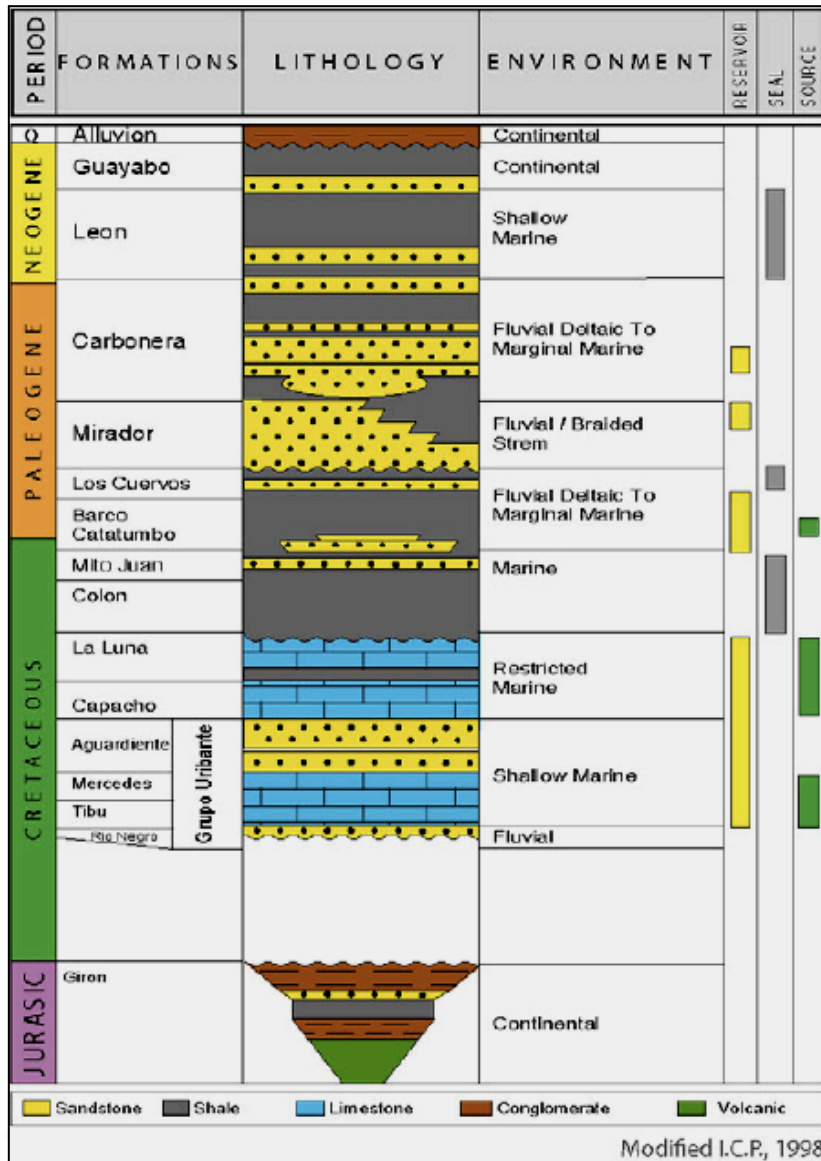 PERIOD
FORMATIONS
LITHOLOGY
ENVIRONMENT
RESERVOIR
SEAL
SOURCE
Q
Alluvion
Continental
NEOGENE
Guayabo
Continental
Leon
Shallow
Marine
PALEOGENE
Carbonera
Fluvial Deltaic To
Marginal Marine
Mirador
Fluvial / Braided
Strem
Los Cuervos
Barco
Catatumbo
Fluvial Deltaic To
Marginal Marine
CRETACEOUS
Mito Juan
Marine
Colon
La Luna
Capacho
Restricted
Marine
Aguardiente
Mercedes
Tibu
Rio Negro
Grupo Uribante
Shallow Marine
Fluvial
JURASIC
Giron
Continental
Sandstone Shale Limestone Conglomerate Volcanic
Modified I.C.P., 1998